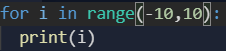 for i in range(-10,10):
  print(i)